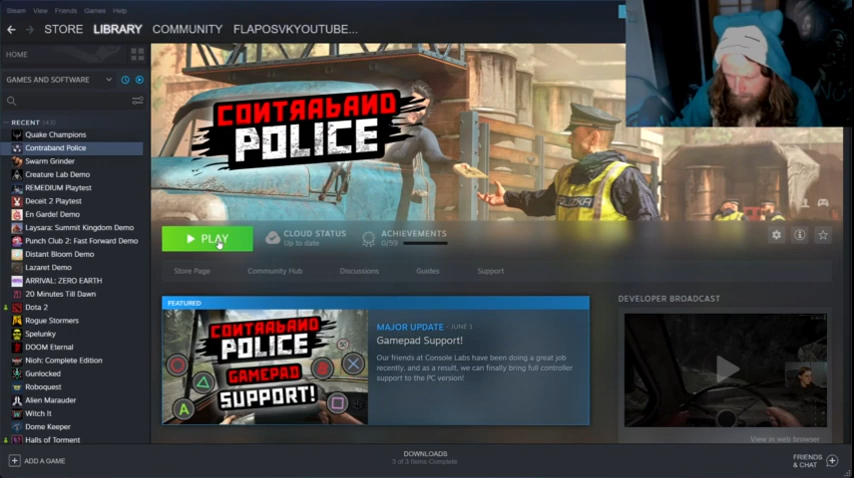 Steam View Friends Games Help
STORE LIBRARY COMMUNITY FLAPOSVKYOUTUBE...
HOME
GAMES AND SOFTWARE
RECENT (43)
Quake Champions
Contraband Police
Swarm Grinder
Creature Lab Demo
REMEDIUM Playtest
Deceit 2 Playtest
En Garde! Demo
Laysara: Summit Kingdom Demo
Punch Club 2: Fast Forward Demo
Distant Bloom Demo
Lazaret Demo
ARRIVAL: ZERO EARTH
20 Minutes Till Dawn
Dota 2
Rogue Stormers
Spelunky
DOOM Eternal
Nioh: Complete Edition
Gunlocked
Roboquest
Alien Marauder
Witch It
Dome Keeper
Halls of Torment
CONTRABAND
POLICE
PLAY
CLOUD STATUS
Up to date
ACHIEVEMENTS
0/59
Store Page Community Hub Discussions Guides Support
FEATURED
CONTRABAND
POLICE
GAMEPAD
SUPPORT!
A
MAJOR UPDATE - JUNE 1
Gamepad Support!
Our friends at Console Labs have been doing a great job
recently, and as a result, we can finally bring full controller
support to the PC version!
DEVELOPER BROADCAST
View in web browser
ADD A GAME
DOWNLOADS
3 of 3 Items Complete
FRIENDS
& CHAT